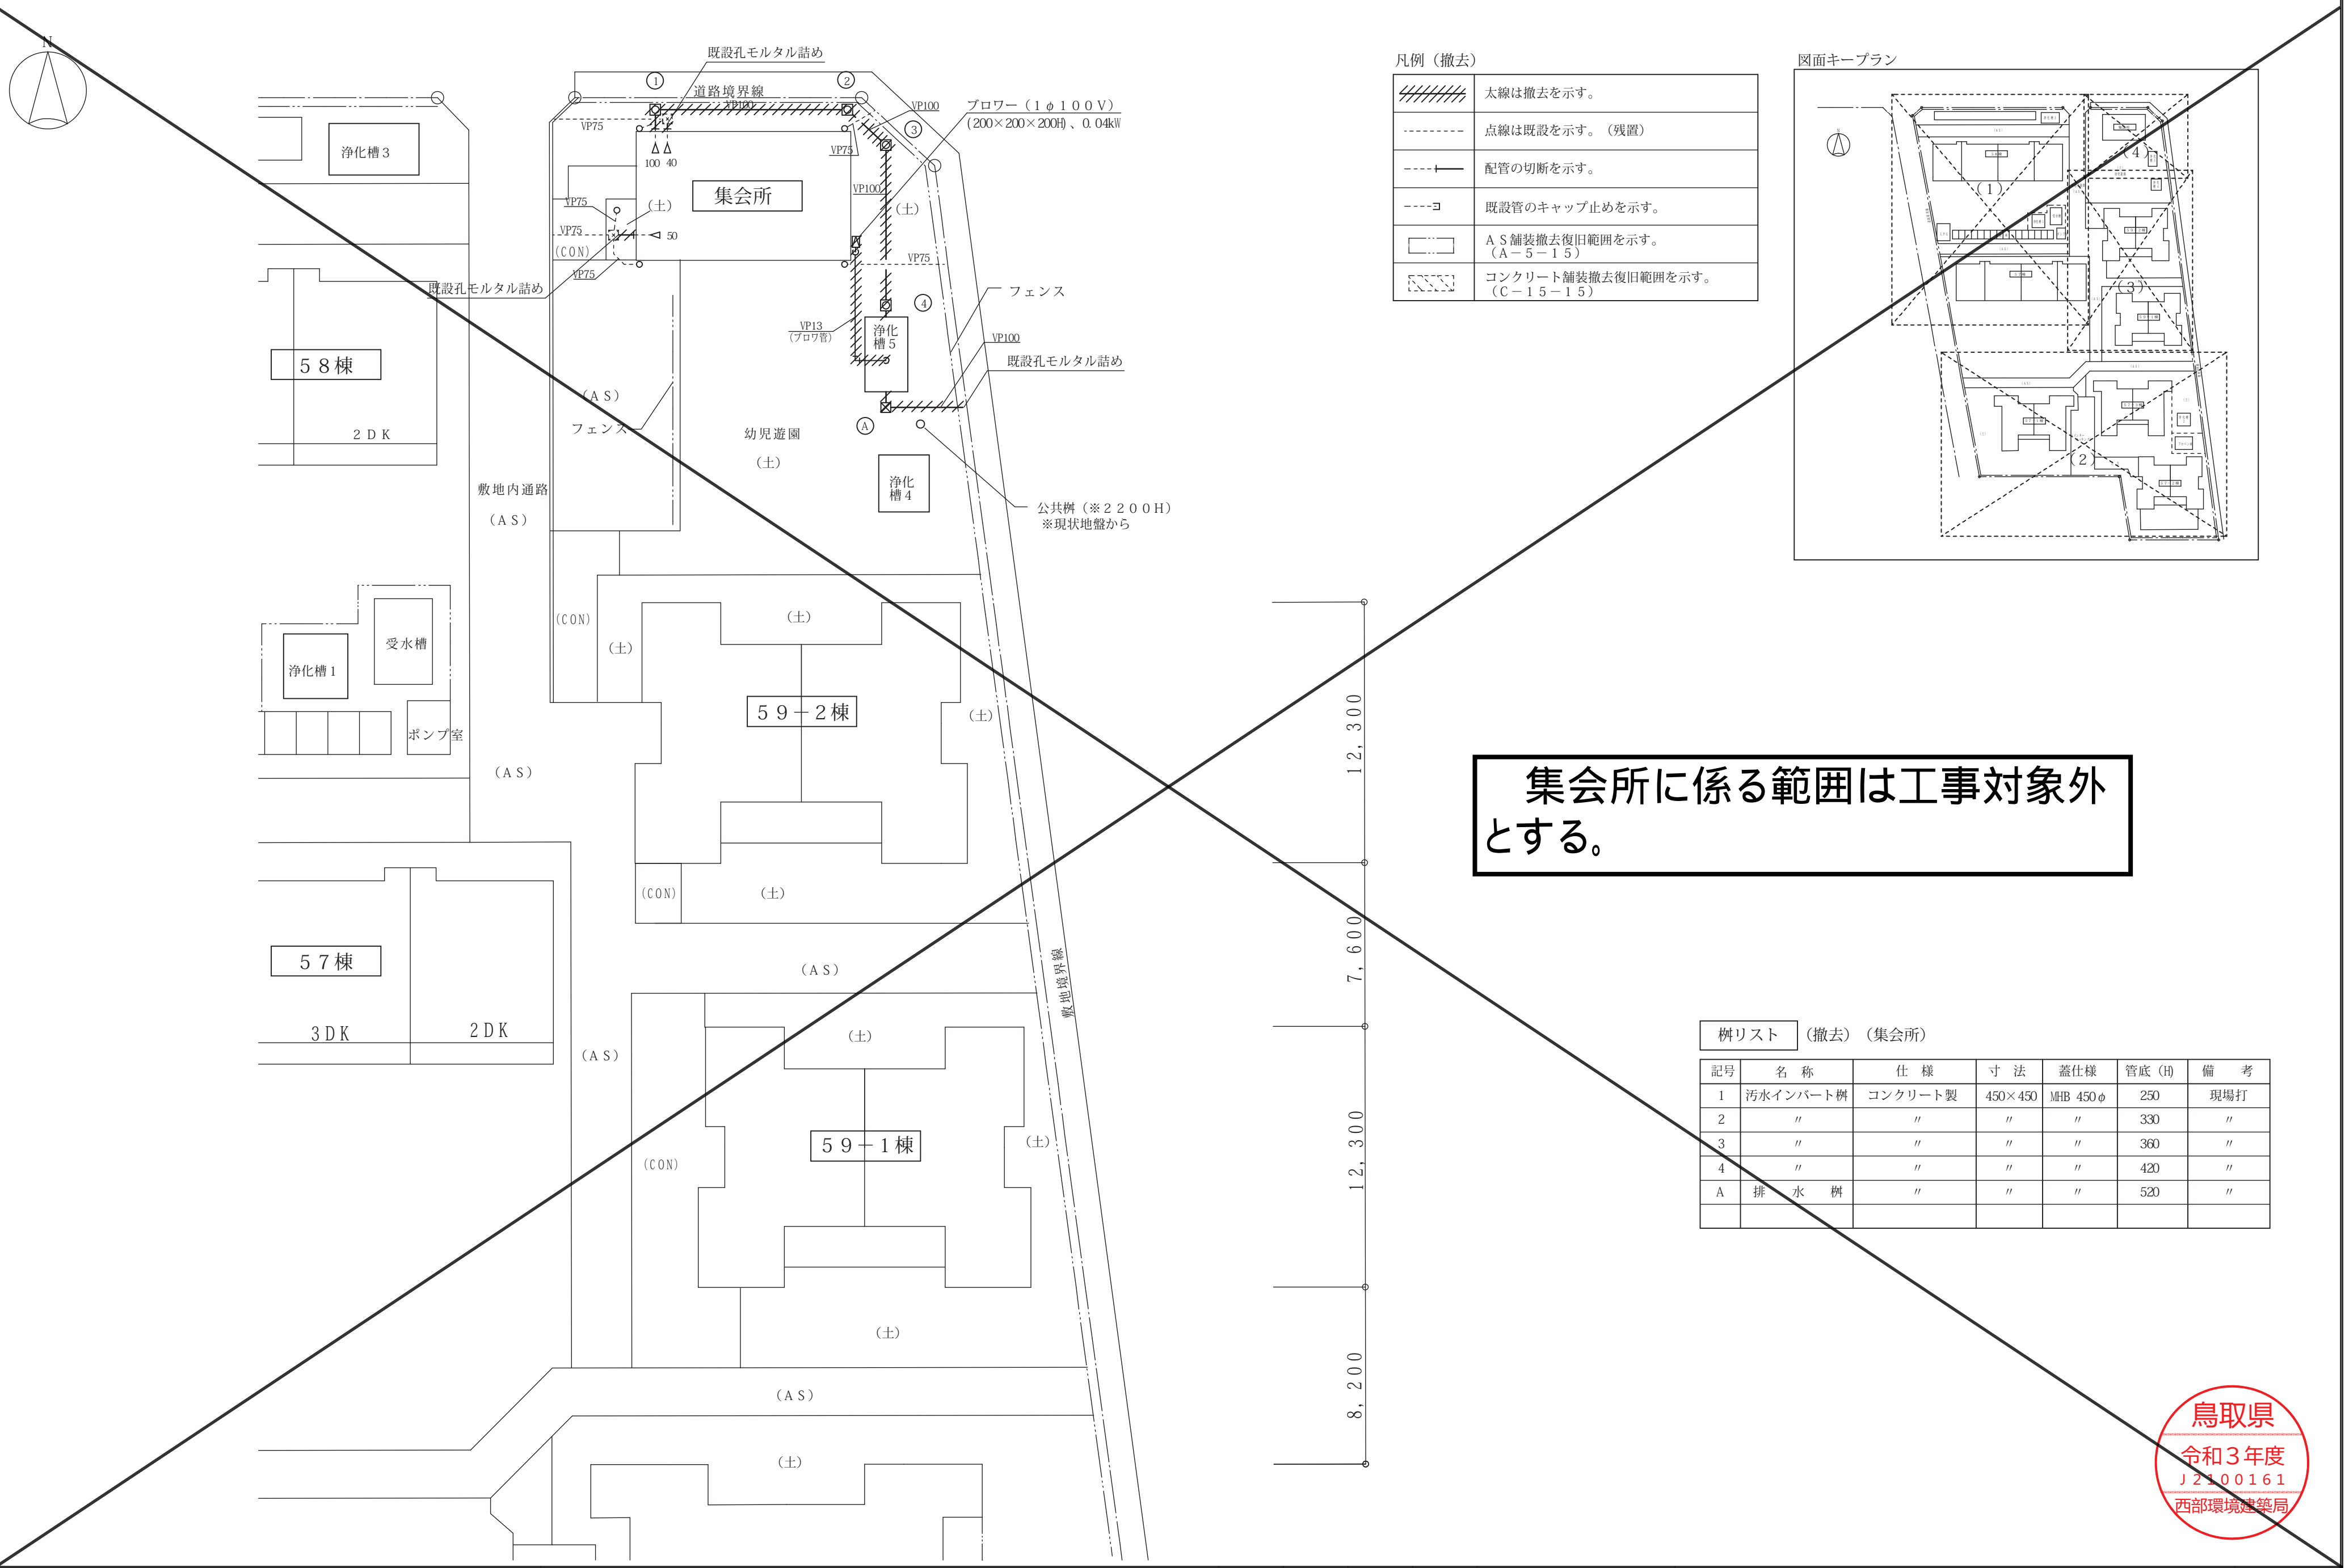 N
既設孔モルタル詰め
①
②
道路境界線
VP100
VP75
VP100
③
ブロワー（１φ１００Ｖ）
(200×200×200H)、0.04kW
浄化槽３
VP75
100 40
集会所
VP100
（土）
VP75
（土）
VP75
50
(CON)
VP75
VP75
既設孔モルタル詰め
フェンス
④
VP13
(ブロワ管)
浄化
槽５
VP100
既設孔モルタル詰め
５８棟
（ＡＳ）
フェンス
Ⓐ
２ＤＫ
幼児遊園
（土）
浄化
槽４
敷地内通路
（ＡＳ）
公共桝（※２２００Ｈ）
※現状地盤から
受水槽
浄化槽１
ポンプ室
(CON)
（土）
（土）
５９－２棟
（土）
（ＡＳ）
(CON)
（土）
５７棟
３ＤＫ
２ＤＫ
（ＡＳ）
敷地境界線
（ＡＳ）
（土）
５９－１棟
(CON)
（土）
（土）
（ＡＳ）
（土）
12,300
7,600
12,300
8,200
凡例（撤去）
太線は撤去を示す。
点線は既設を示す。（残置）
配管の切断を示す。
既設管のキャップ止めを示す。
ＡＳ舗装撤去復旧範囲を示す。
（Ａ－５－１５）
コンクリート舗装撤去復旧範囲を示す。
（Ｃ－１５－１５）
図面キープラン
（４）
（１）
（３）
（２）
集会所に係る範囲は工事対象外
とする。
桝リスト （撤去）（集会所）
記号 名　称 仕　様 寸　法 蓋仕様 管底（H) 備　　考
1 汚水インバート桝 コンクリート製 450×450 MHB 450φ 250 現場打
2 〃 〃 〃 〃 330 〃
3 〃 〃 〃 〃 360 〃
4 〃 〃 〃 〃 420 〃
A 排　水　桝 〃 〃 〃 520 〃
鳥取県
令和３年度
Ｊ２１００１６１
西部環境建築局